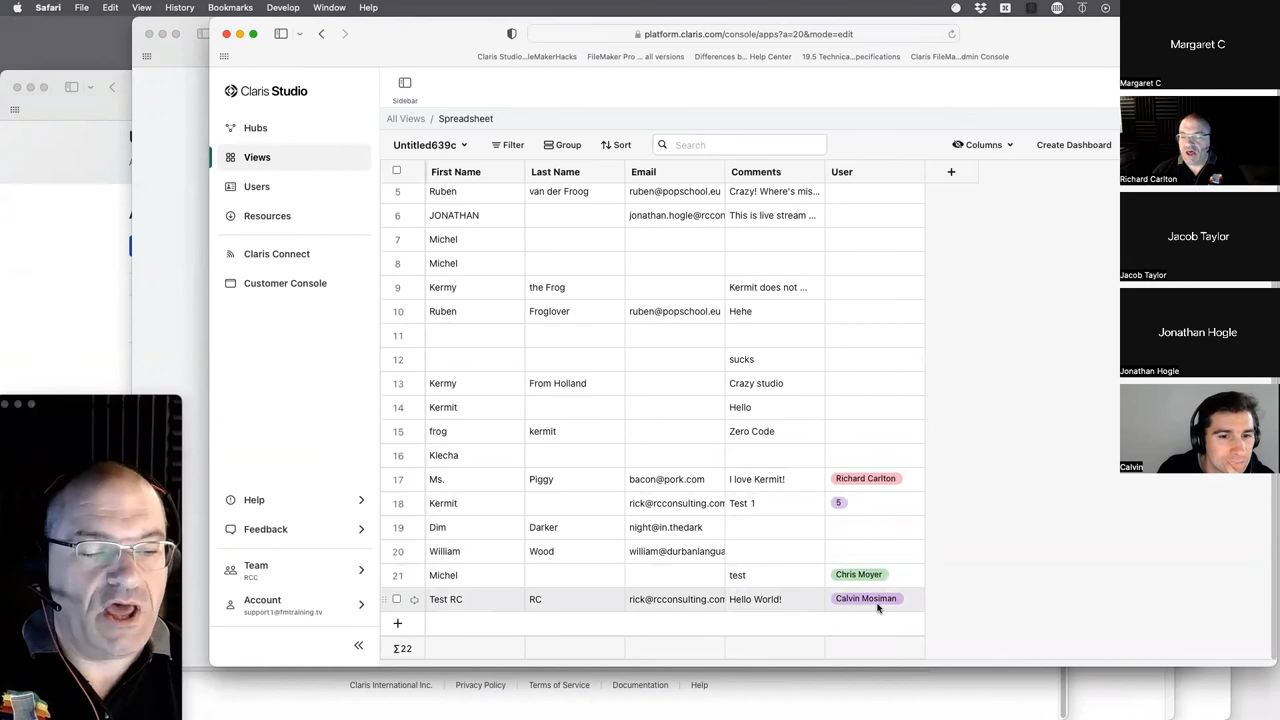 Safari File Edit View History Bookmarks Develop Window Help
platform.claris.com/console/apps?a=20&mode=edit
Claris Studio...leMakerHacks FileMaker Pro ... all versions Differences b... Help Center 19.5 Technica...pecifications Claris FileMa...dmin Console
Claris Studio
Hubs
Views
Users
Resources
Claris Connect
Customer Console
Help
Feedback
Team
RCC
Account
support1@fmtraining.tv
Sidebar
All Views / Spreadsheet
Untitled639c Filter Group Sort Search Columns Create Dashboard
First Name Last Name Email Comments User
5 Ruben van der Froog ruben@popschool.eu Crazy! Where's mis...
6 JONATHAN jonathan.hogle@rccon This is live stream ...
7 Michel
8 Michel
9 Kermy the Frog Kermit does not ...
10 Ruben Froglover ruben@popschool.eu Hehe
11
12 sucks
13 Kermy From Holland Crazy studio
14 Kermit Hello
15 frog kermit Zero Code
16 Klecha
17 Ms. Piggy bacon@pork.com I love Kermit! Richard Carlton
18 Kermit rick@rcconsulting.com Test 1 5
19 Dim Darker night@in.thedark
20 William Wood william@durbanlangua
21 Michel test Chris Moyer
Test RC RC rick@rcconsulting.com Hello World! Calvin Mosiman
Σ22
Claris International Inc. Privacy Policy Terms of Service Documentation Help
Margaret C
Margaret C
Richard Carlton
Jacob Taylor
Jacob Taylor
Jonathan Hogle
Jonathan Hogle
Calvin